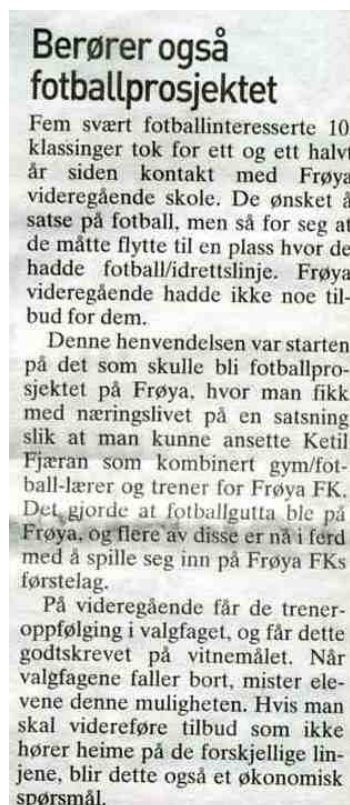 Berører også
fotballprosjektet
Fem svært fotballinteresserte 10
klassinger tok for ett og ett halvt
år siden kontakt med Frøya
videregående skole. De ønsket å
satse på fotball, men så for seg at
de måtte flytte til en plass hvor de
hadde fotball/idrettslinje. Frøya
videregående hadde ikke noe til-
bud for dem.
Denne henvendelsen var starten
på det som skulle bli fotballpro-
sjektet på Frøya, hvor man fikk
med næringslivet på en satsning
slik at man kunne ansette Ketil
Fjæran som kombinert gym/fot-
ball-lærer og trener for Frøya FK.
Det gjorde at fotballgutta ble på
Frøya, og flere av disse er nå i ferd
med å spille seg inn på Frøya FKs
førstelag.
På videregående får de trener-
oppfølging i valgfaget, og får dette
godtskrevet på vitnemålet. Når
valgfagene faller bort, mister ele-
vene denne muligheten. Hvis man
skal videreføre tilbud som ikke
hører heime på de forskjellige lin-
jene, blir dette også et økonomisk
spørsmål.